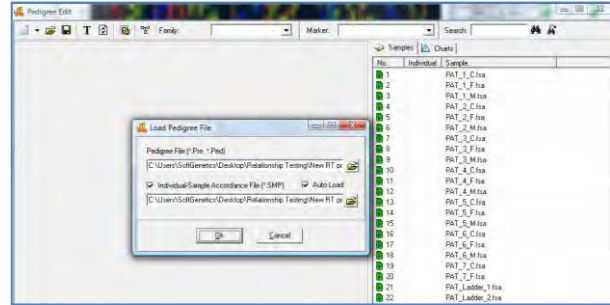 Pedigree Edit
Family: Marker: Search:
Samples Charts
No. Individual Sample
1 PAT_1_C.fsa
2 PAT_1_F.fsa
3 PAT_1_M.fsa
4 PAT_2_C.fsa
5 PAT_2_F.fsa
6 PAT_2_M.fsa
7 PAT_3_C.fsa
8 PAT_3_F.fsa
9 PAT_3_M.fsa
10 PAT_4_C.fsa
11 PAT_4_F.fsa
12 PAT_4_M.fsa
13 PAT_5_C.fsa
14 PAT_5_F.fsa
15 PAT_5_M.fsa
16 PAT_6_C.fsa
17 PAT_6_F.fsa
18 PAT_6_M.fsa
19 PAT_7_C.fsa
20 PAT_7_F.fsa
21 PAT_Ladder_1.fsa
22 PAT_Ladder_2.fsa
Load Pedigree File
Pedigree File (*.Pre, *.Ped)
C:\Users\SoftGenetics\Desktop\Relationship Testing\New RT pr
Individual-Sample Accordance File (*.SMP) Auto Load
C:\Users\SoftGenetics\Desktop\Relationship Testing\New RT pr
Ok Cancel